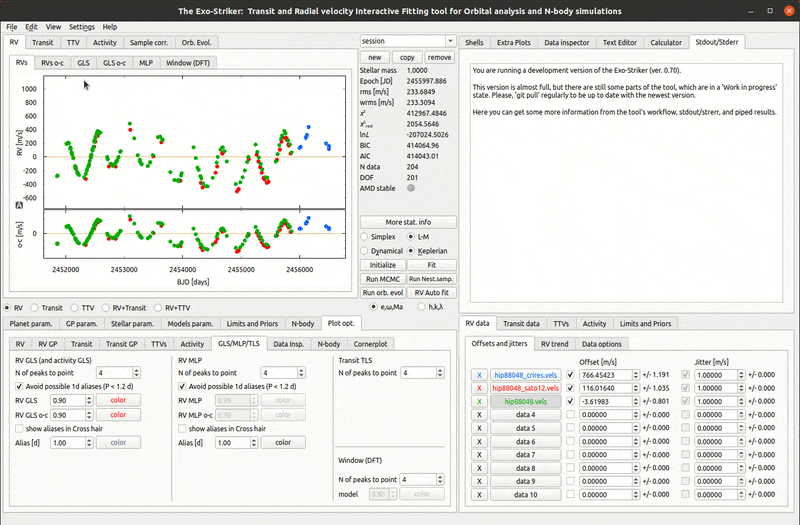 The Exo-Striker: Transit and Radial velocity Interactive Fitting tool for Orbital analysis and N-body simulations
File Edit View Settings Help
RV Transit TTV Activity Sample corr. Orb. Evol.
RVs RVs o-c GLS GLS o-c MLP Window (DFT)
1000
800
600
400
200
0
-200
-400
-600
RV [m/s]
A
0
o-c [m/s]
2452000 2453000 2454000 2455000 2456000
BJD [days]
session
new copy remove
Stellar mass 1.0000
Epoch [JD] 2455997.886
rms [m/s] 233.6849
wrms [m/s] 233.3094
χ² 412967.4846
χ²red 2054.5646
lnL -207024.5026
BIC 414064.96
AIC 414043.01
N data 204
DOF 201
AMD stable
More stat. info
Simplex L-M
Dynamical Keplerian
Initialize Fit
Run MCMC Run Nest.samp.
Run orb. evol RV Auto fit
e,ω,Ma h,k,λ
Shells Extra Plots Data inspector Text Editor Calculator Stdout/Stderr
You are running a development version of the Exo-Striker (ver. 0.70).
This version is almost full, but there are still some parts of the tool, which are in a 'Work in progress'
state. Please, 'git pull' regularly to be up to date with the newest version.
Here you can get some more information from the tool's workflow, stdout/strerr, and piped results.
RV Transit TTV RV+Transit RV+TTV
Planet param. GP param. Stellar param. Models param. Limits and Priors N-body Plot opt.
RV RV GP Transit Transit GP TTVs Activity GLS/MLP/TLS Data Insp. N-body Cornerplot
RV GLS (and activity GLS)
N of peaks to point 4
Avoid possible 1d aliases (P < 1.2 d)
RV GLS 0.90 color
RV GLS o-c 0.90 color
show aliases in Cross hair
Alias [d] 1.00 color
RV MLP
N of peaks to point 4
Avoid possible 1d aliases (P < 1.2 d)
RV MLP 0.90 color
RV MLP o-c 0.90 color
show aliases in Cross hair
Alias [d] 1.00 color
Transit TLS
N of peaks to point 4
Window (DFT)
N of peaks to point 4
model 0.90 color
RV data Transit data TTVs Activity Limits and Priors
Offsets and jitters RV trend Data options
Offset [m/s] Jitter [m/s]
X hip88048_crires.vels 766.45423 +/- 1.191 1.00000 +/- 0.000
X hip88048_sato12.vels 116.01640 +/- 1.035 1.00000 +/- 0.000
X hip88048.vels -3.61983 +/- 0.801 1.00000 +/- 0.000
X data 4 0.00000 +/- 0.000 0.00000 +/- 0.000
X data 5 0.00000 +/- 0.000 0.00000 +/- 0.000
X data 6 0.00000 +/- 0.000 0.00000 +/- 0.000
X data 7 0.00000 +/- 0.000 0.00000 +/- 0.000
X data 8 0.00000 +/- 0.000 0.00000 +/- 0.000
X data 9 0.00000 +/- 0.000 0.00000 +/- 0.000
X data 10 0.00000 +/- 0.000 0.00000 +/- 0.000